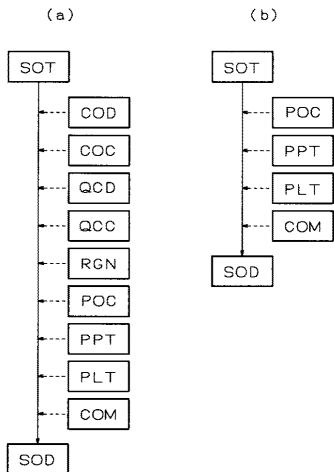 (a)
SOT
COD
COC
QCD
QCC
RGN
POC
PPT
PLT
COM
SOD
(b)
SOT
POC
PPT
PLT
COM
SOD